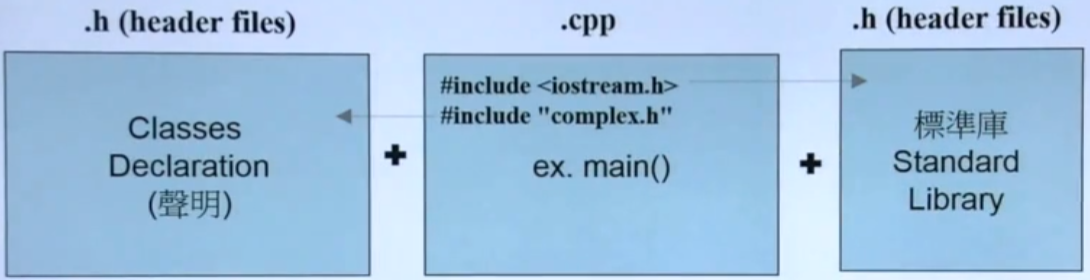 .h (header files)
Classes
Declaration
(聲明)
+
.cpp
#include <iostream.h>
#include "complex.h"
ex. main()
+
.h (header files)
標準庫
Standard
Library